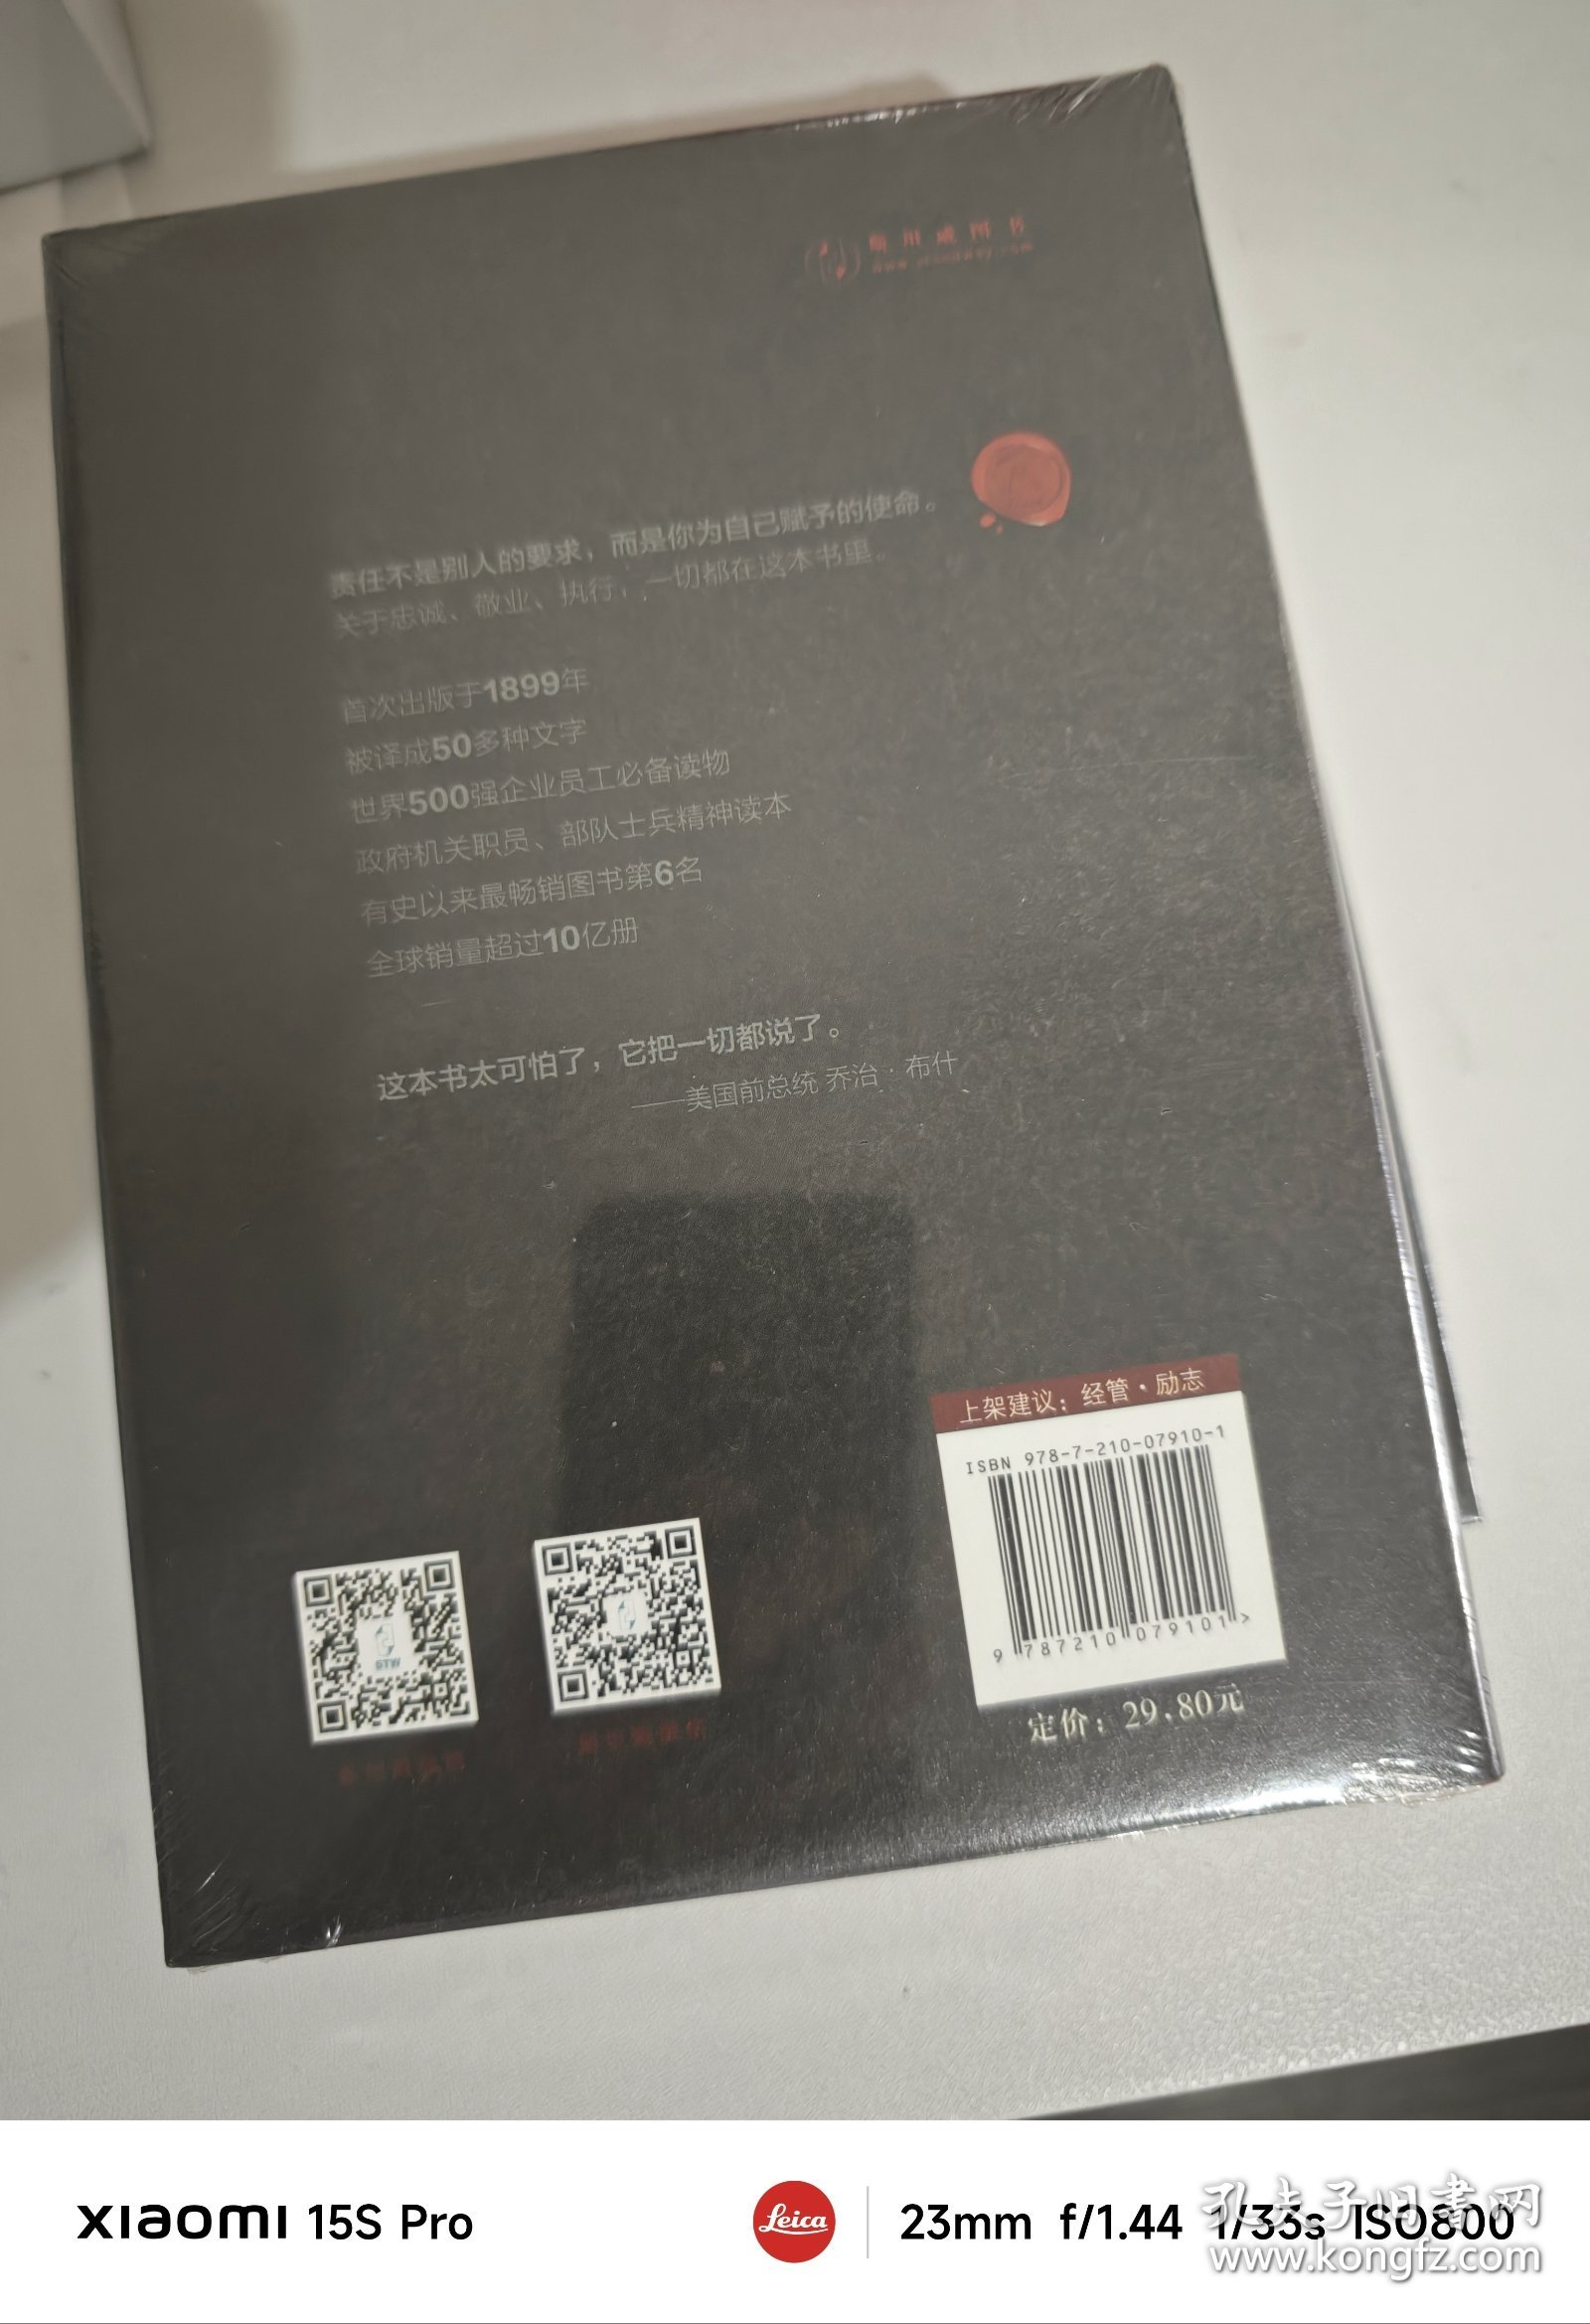 图书
责任不是别人的要求，而是你为自己赋予的使命。
关于忠诚、敬业、执行，一切都在这本书里。
首次出版于1899年
被译成50多种文字
世界500强企业员工必备读物
政府机关职员、部队士兵精神读本
有史以来最畅销图书第6名
全球销量超过10亿册
这本书太可怕了，它把一切都说了。
——美国前总统 乔治·布什
上架建议：经管·励志
ISBN 978-7-210-07910-1
9 787210 079101 >
定价：29.80元
STW
xiaomi 15S Pro
Leica
23mm f/1.44 1/33s ISO800
孔夫子旧书网
www.kongfz.com